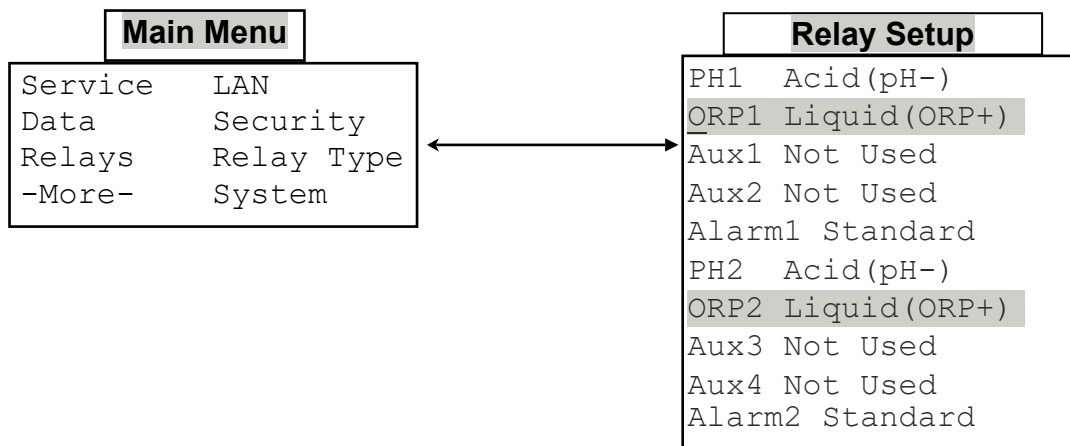 Main Menu
Service LAN
Data Security
Relays Relay Type
-More- System
Relay Setup
PH1 Acid(pH-)
ORP1 Liquid(ORP+)
Aux1 Not Used
Aux2 Not Used
Alarm1 Standard
PH2 Acid(pH-)
ORP2 Liquid(ORP+)
Aux3 Not Used
Aux4 Not Used
Alarm2 Standard